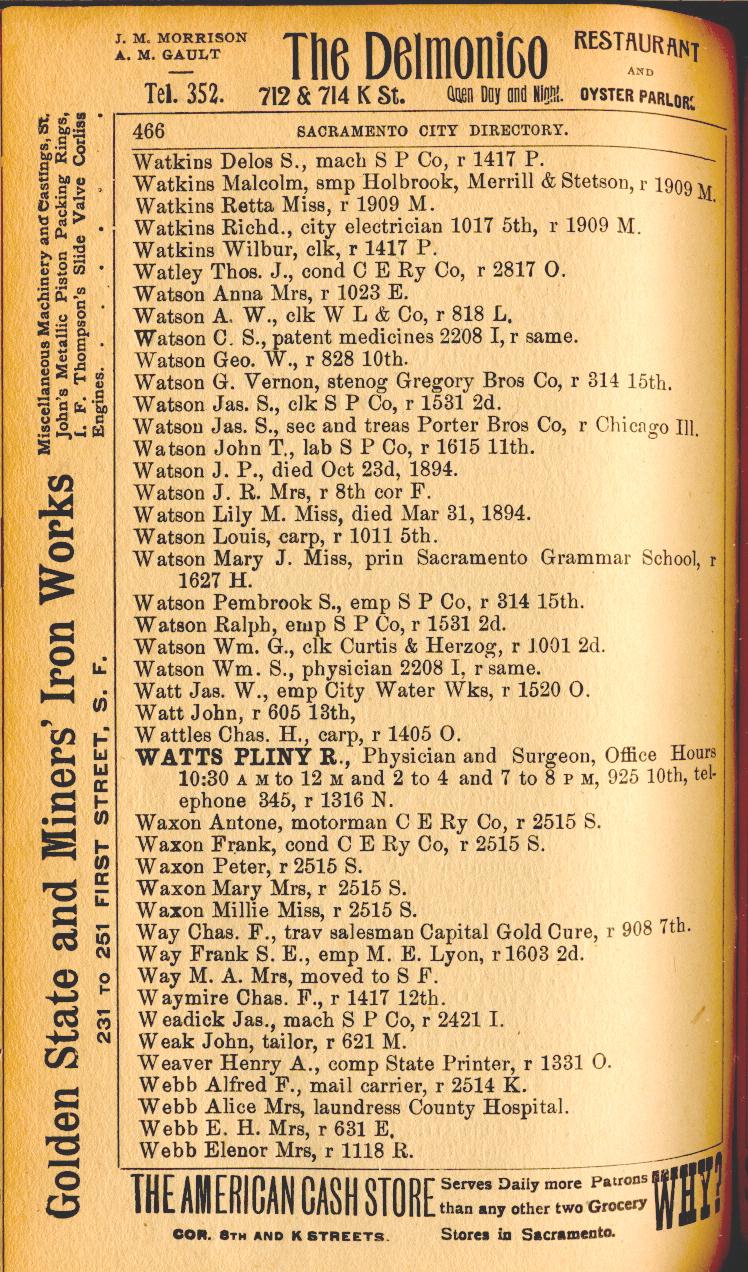 J. M. MORRISON
A. M. GAULT
Tel. 352.
The Delmonico
712 & 714 K St. Open Day and Night.
RESTAURANT
AND
OYSTER PARLORS
466 SACRAMENTO CITY DIRECTORY.
Watkins Delos S., mach S P Co, r 1417 P.
Watkins Malcolm, smp Holbrook, Merrill & Stetson, r 1909 M.
Watkins Retta Miss, r 1909 M.
Watkins Richd., city electrician 1017 5th, r 1909 M.
Watkins Wilbur, clk, r 1417 P.
Watley Thos. J., cond C E Ry Co, r 2817 O.
Watson Anna Mrs, r 1023 E.
Watson A. W., clk W L & Co, r 818 L.
Watson C. S., patent medicines 2208 I, r same.
Watson Geo. W., r 828 10th.
Watson G. Vernon, stenog Gregory Bros Co, r 314 15th.
Watson Jas. S., clk S P Co, r 1531 2d.
Watson Jas. S., sec and treas Porter Bros Co, r Chicago Ill.
Watson John T., lab S P Co, r 1615 11th.
Watson J. P., died Oct 23d, 1894.
Watson J. R. Mrs, r 8th cor F.
Watson Lily M. Miss, died Mar 31, 1894.
Watson Louis, carp, r 1011 5th.
Watson Mary J. Miss, prin Sacramento Grammar School, r
1627 H.
Watson Pembrook S., emp S P Co, r 314 15th.
Watson Ralph, emp S P Co, r 1531 2d.
Watson Wm. G., clk Curtis & Herzog, r 1001 2d.
Watson Wm. S., physician 2208 I, r same.
Watt Jas. W., emp City Water Wks, r 1520 O.
Watt John, r 605 13th,
Wattles Chas. H., carp, r 1405 O.
WATTS PLINY R., Physician and Surgeon, Office Hours
10:30 A M to 12 M and 2 to 4 and 7 to 8 P M, 925 10th, tel-
ephone 345, r 1316 N.
Waxon Antone, motorman C E Ry Co, r 2515 S.
Waxon Frank, cond C E Ry Co, r 2515 S.
Waxon Peter, r 2515 S.
Waxon Mary Mrs, r 2515 S.
Waxon Millie Miss, r 2515 S.
Way Chas. F., trav salesman Capital Gold Cure, r 908 7th.
Way Frank S. E., emp M. E. Lyon, r 1603 2d.
Way M. A. Mrs, moved to S F.
Waymire Chas. F., r 1417 12th.
Weadick Jas., mach S P Co, r 2421 I.
Weak John, tailor, r 621 M.
Weaver Henry A., comp State Printer, r 1331 O.
Webb Alfred F., mail carrier, r 2514 K.
Webb Alice Mrs, laundress County Hospital.
Webb E. H. Mrs, r 631 E.
Webb Elenor Mrs, r 1118 R.
Golden State and Miners' Iron Works
231 TO 251 FIRST STREET, S. F.
Miscellaneous Machinery and Castings, St.
John's Metallic Piston Packing Rings,
I. F. Thompson's Slide Valve Corliss
Engines. . . . .
THE AMERICAN CASH STORE
COR. 8TH AND K STREETS.
Serves Daily more Patrons
than any other two Grocery
Stores in Sacramento.
WHY?